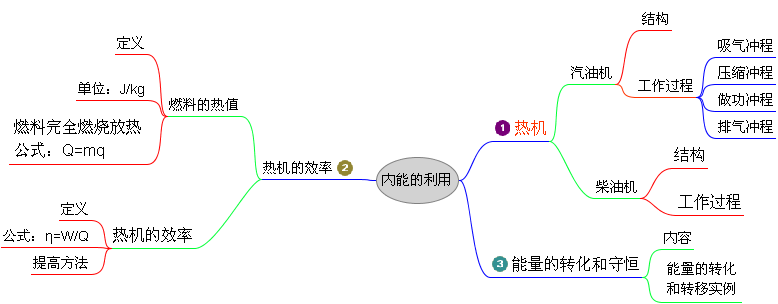 内能的利用
1 热机
汽油机
结构
工作过程
吸气冲程
压缩冲程
做功冲程
排气冲程
柴油机
结构
工作过程
热机的效率 2
燃料的热值
定义
单位：J/kg
燃料完全燃烧放热
公式：Q=mq
热机的效率
定义
公式：η=W/Q
提高方法
3 能量的转化和守恒
内容
能量的转化
和转移实例